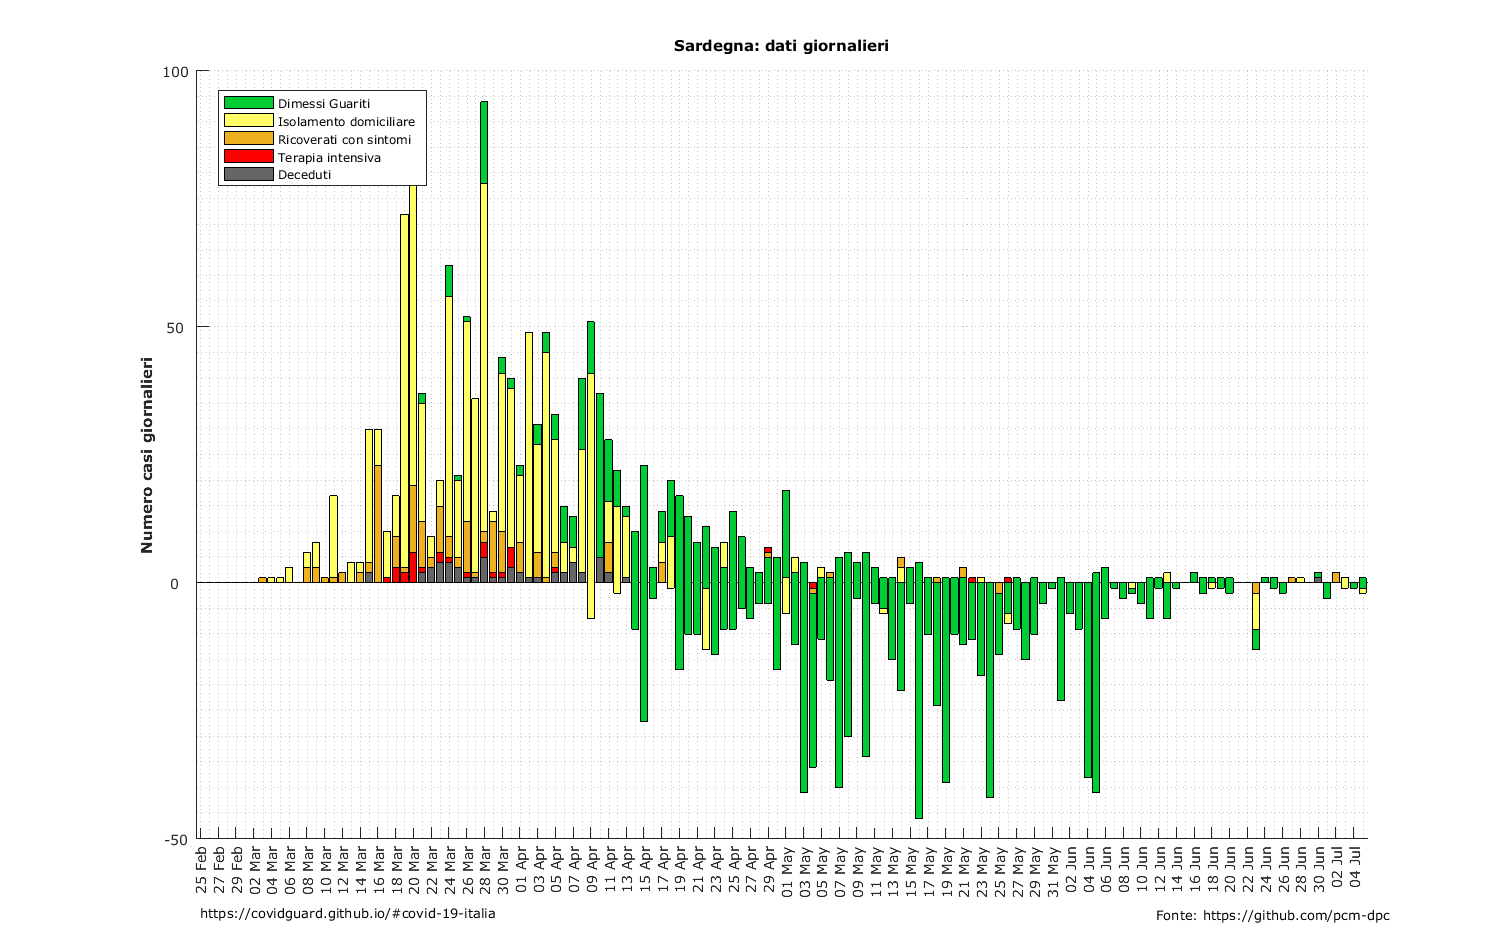 Sardegna: dati giornalieri
100
50
0
-50
Numero casi giornalieri
Dimessi Guariti
Isolamento domiciliare
Ricoverati con sintomi
Terapia intensiva
Deceduti
25 Feb
27 Feb
29 Feb
02 Mar
04 Mar
06 Mar
08 Mar
10 Mar
12 Mar
14 Mar
16 Mar
18 Mar
20 Mar
22 Mar
24 Mar
26 Mar
28 Mar
30 Mar
01 Apr
03 Apr
05 Apr
07 Apr
09 Apr
11 Apr
13 Apr
15 Apr
17 Apr
19 Apr
21 Apr
23 Apr
25 Apr
27 Apr
29 Apr
01 May
03 May
05 May
07 May
09 May
11 May
13 May
15 May
17 May
19 May
21 May
23 May
25 May
27 May
29 May
31 May
02 Jun
04 Jun
06 Jun
08 Jun
10 Jun
12 Jun
14 Jun
16 Jun
18 Jun
20 Jun
22 Jun
24 Jun
26 Jun
28 Jun
30 Jun
02 Jul
04 Jul
https://covidguard.github.io/#covid-19-italia
Fonte: https://github.com/pcm-dpc